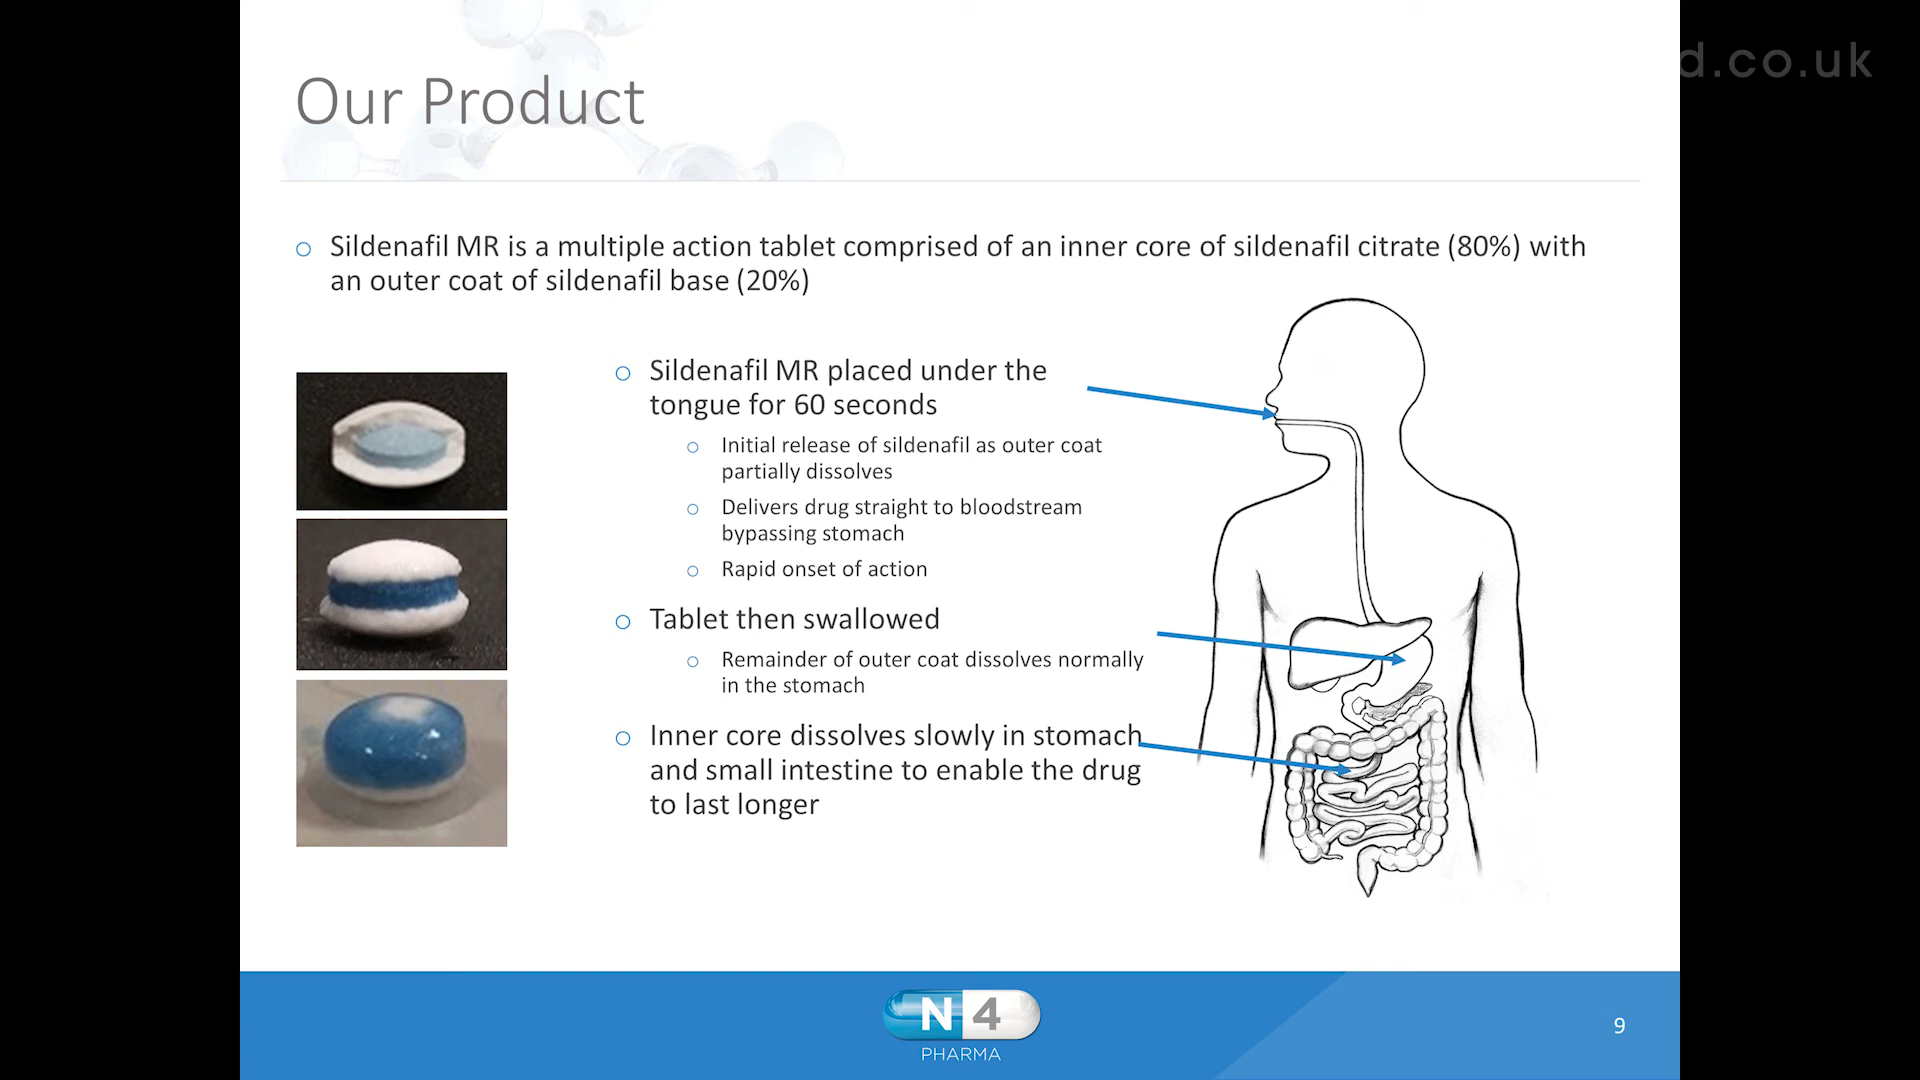 d.co.uk
Our Product
Sildenafil MR is a multiple action tablet comprised of an inner core of sildenafil citrate (80%) with
an outer coat of sildenafil base (20%)
Sildenafil MR placed under the
tongue for 60 seconds
Initial release of sildenafil as outer coat
partially dissolves
Delivers drug straight to bloodstream
bypassing stomach
Rapid onset of action
Tablet then swallowed
Remainder of outer coat dissolves normally
in the stomach
Inner core dissolves slowly in stomach
and small intestine to enable the drug
to last longer
N4
PHARMA
9